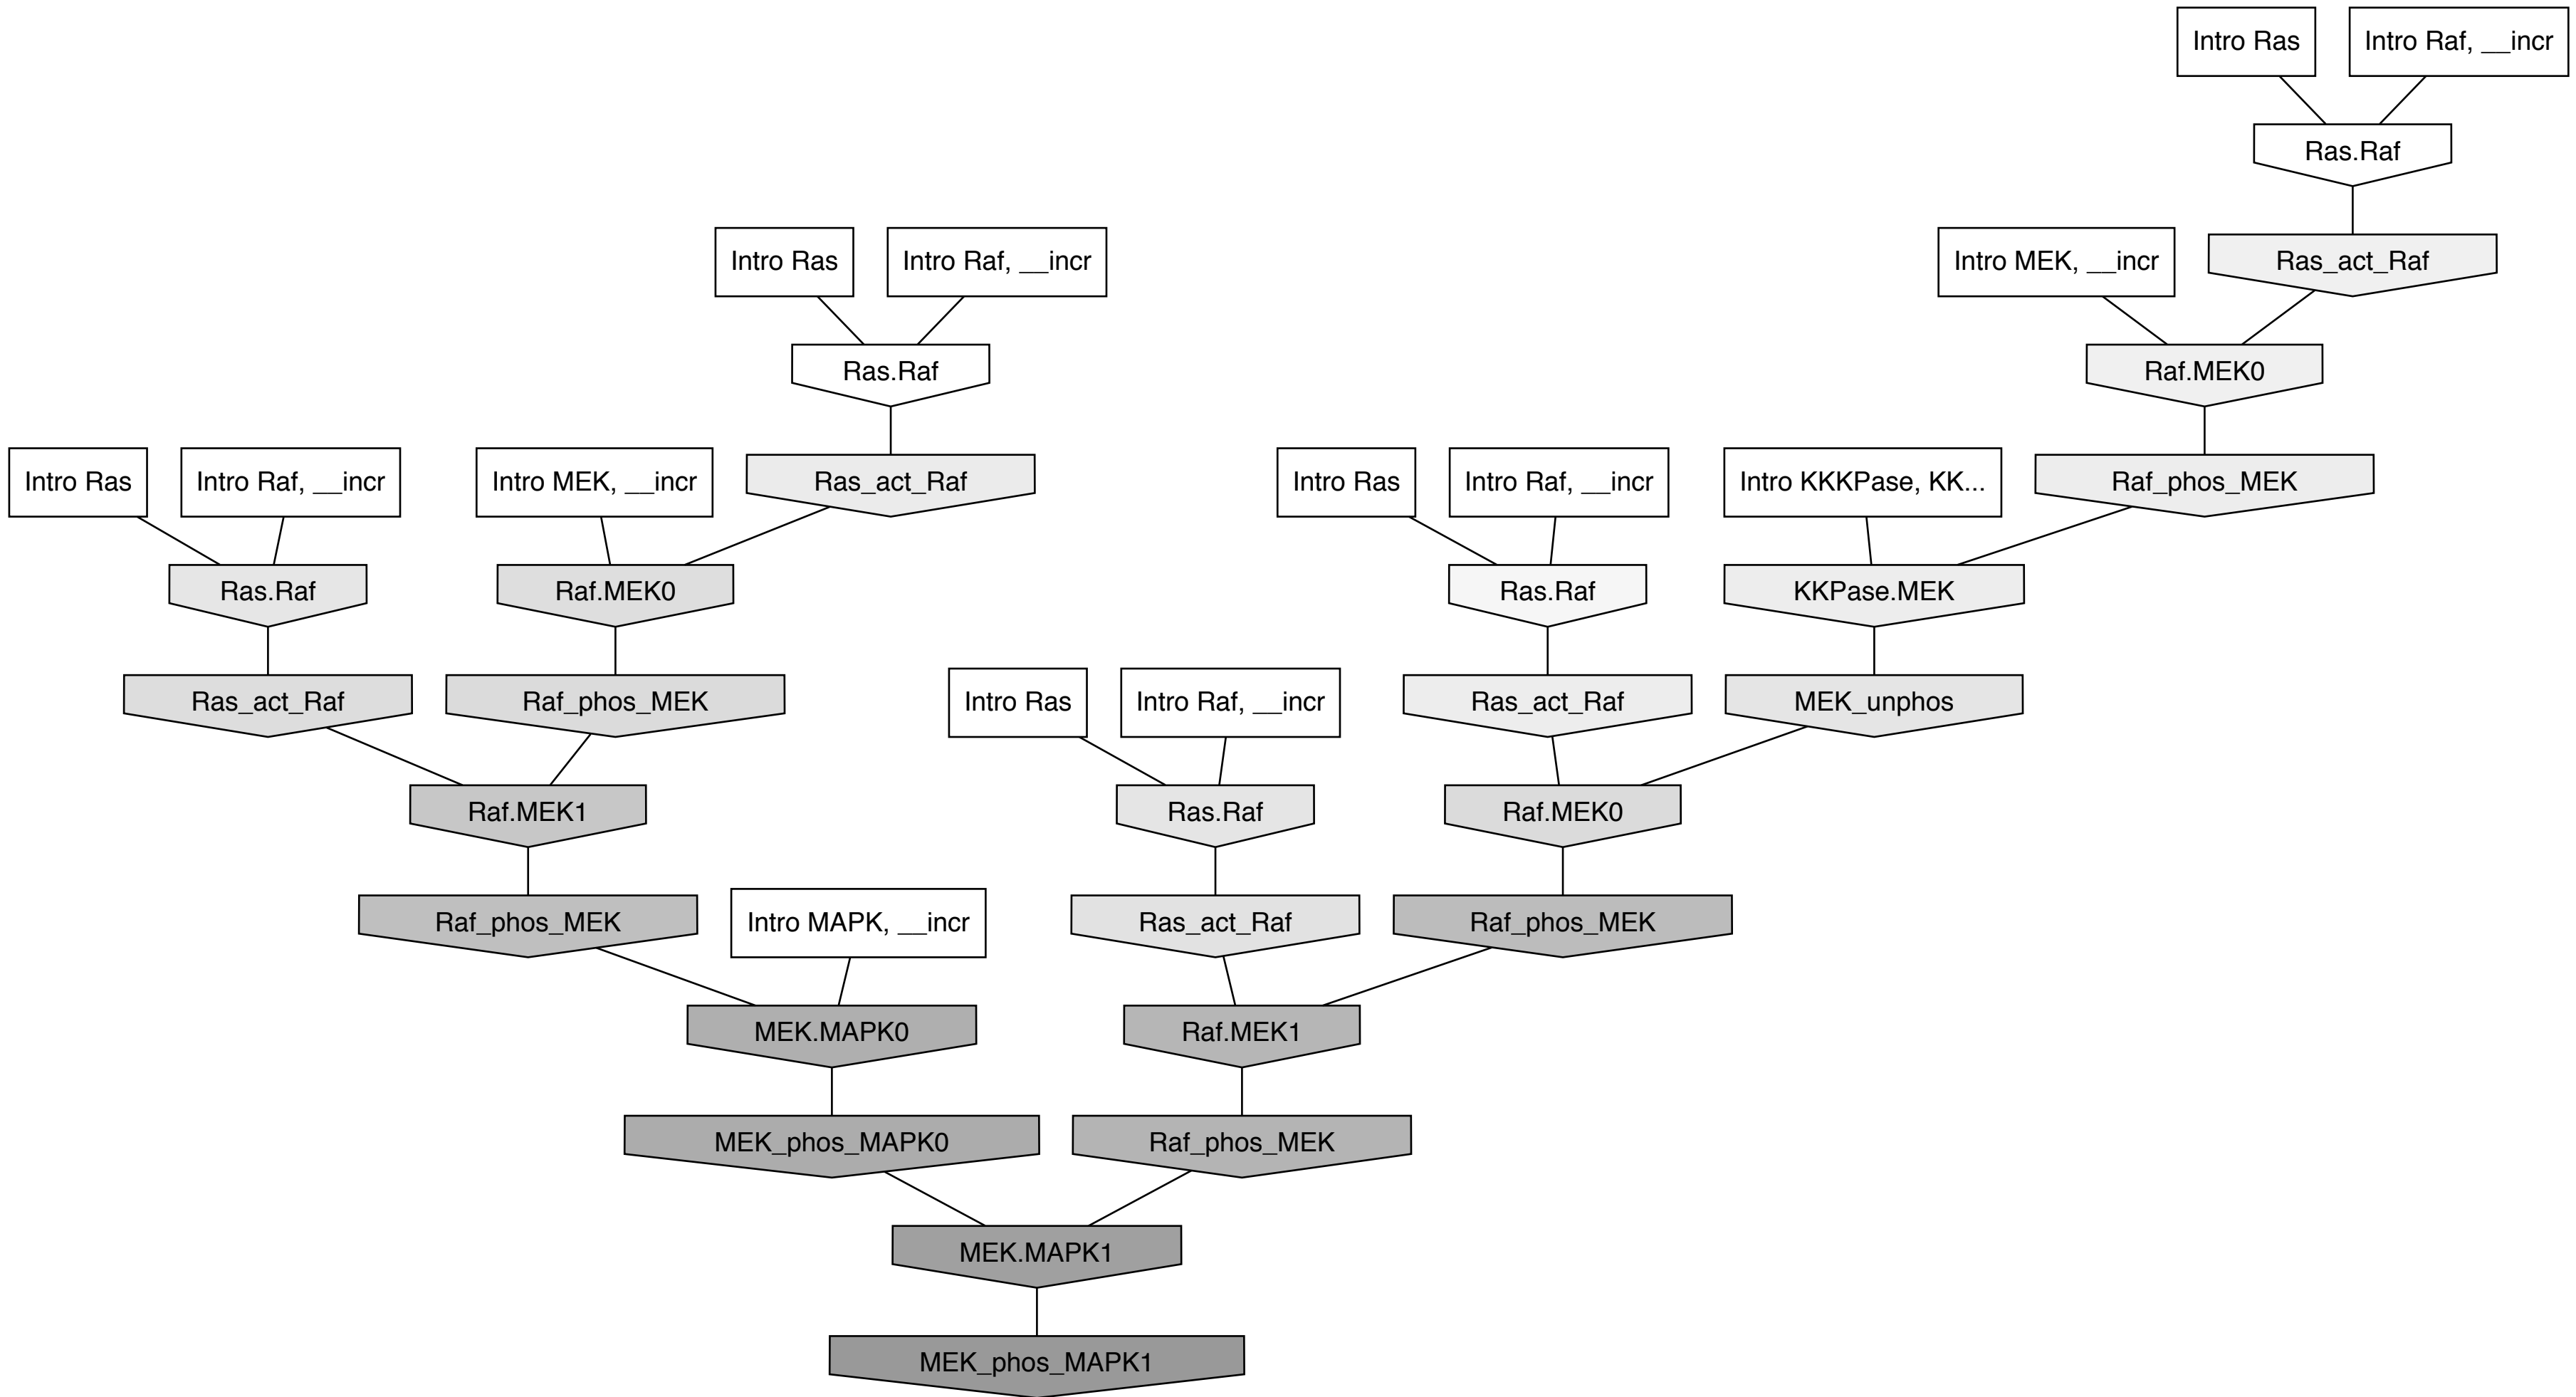 Intro Ras
Intro Raf, __incr
Ras.Raf
Intro Ras
Intro Raf, __incr
Intro MEK, __incr
Ras_act_Raf
Ras.Raf
Raf.MEK0
Intro Ras
Intro Raf, __incr
Intro MEK, __incr
Ras_act_Raf
Intro Ras
Intro Raf, __incr
Intro KKKPase, KK...
Raf_phos_MEK
Ras.Raf
Raf.MEK0
Ras.Raf
KKPase.MEK
Ras_act_Raf
Raf_phos_MEK
Intro Ras
Intro Raf, __incr
Ras_act_Raf
MEK_unphos
Raf.MEK1
Ras.Raf
Raf.MEK0
Raf_phos_MEK
Intro MAPK, __incr
Ras_act_Raf
Raf_phos_MEK
MEK.MAPK0
Raf.MEK1
MEK_phos_MAPK0
Raf_phos_MEK
MEK.MAPK1
MEK_phos_MAPK1